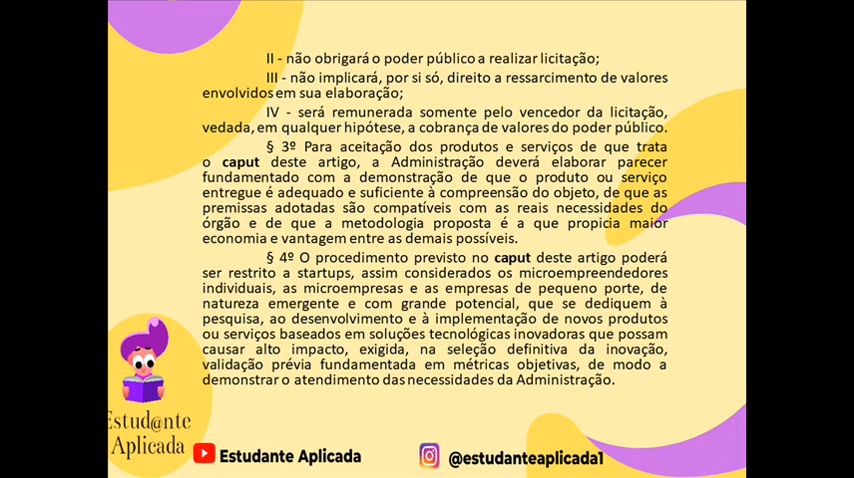 II - não obrigará o poder público a realizar licitação;
III - não implicará, por si só, direito a ressarcimento de valores
envolvidos em sua elaboração;
IV - será remunerada somente pelo vencedor da licitação,
vedada, em qualquer hipótese, a cobrança de valores do poder público.
§ 3º Para aceitação dos produtos e serviços de que trata
o caput deste artigo, a Administração deverá elaborar parecer
fundamentado com a demonstração de que o produto ou serviço
entregue é adequado e suficiente à compreensão do objeto, de que as
premissas adotadas são compatíveis com as reais necessidades do
órgão e de que a metodologia proposta é a que propicia maior
economia e vantagem entre as demais possíveis.
§ 4º O procedimento previsto no caput deste artigo poderá
ser restrito a startups, assim considerados os microempreendedores
individuais, as microempresas e as empresas de pequeno porte, de
natureza emergente e com grande potencial, que se dediquem à
pesquisa, ao desenvolvimento e à implementação de novos produtos
ou serviços baseados em soluções tecnológicas inovadoras que possam
causar alto impacto, exigida, na seleção definitiva da inovação,
validação prévia fundamentada em métricas objetivas, de modo a
demonstrar o atendimento das necessidades da Administração.
Estud@nte
Aplicada
Estudante Aplicada
@estudanteaplicada1